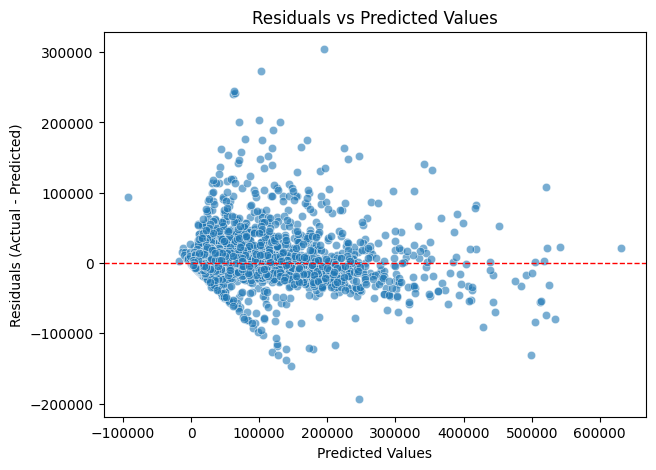 Residuals vs Predicted Values
Residuals (Actual - Predicted)
300000
200000
100000
0
−100000
−200000
−100000 0 100000 200000 300000 400000 500000 600000
Predicted Values